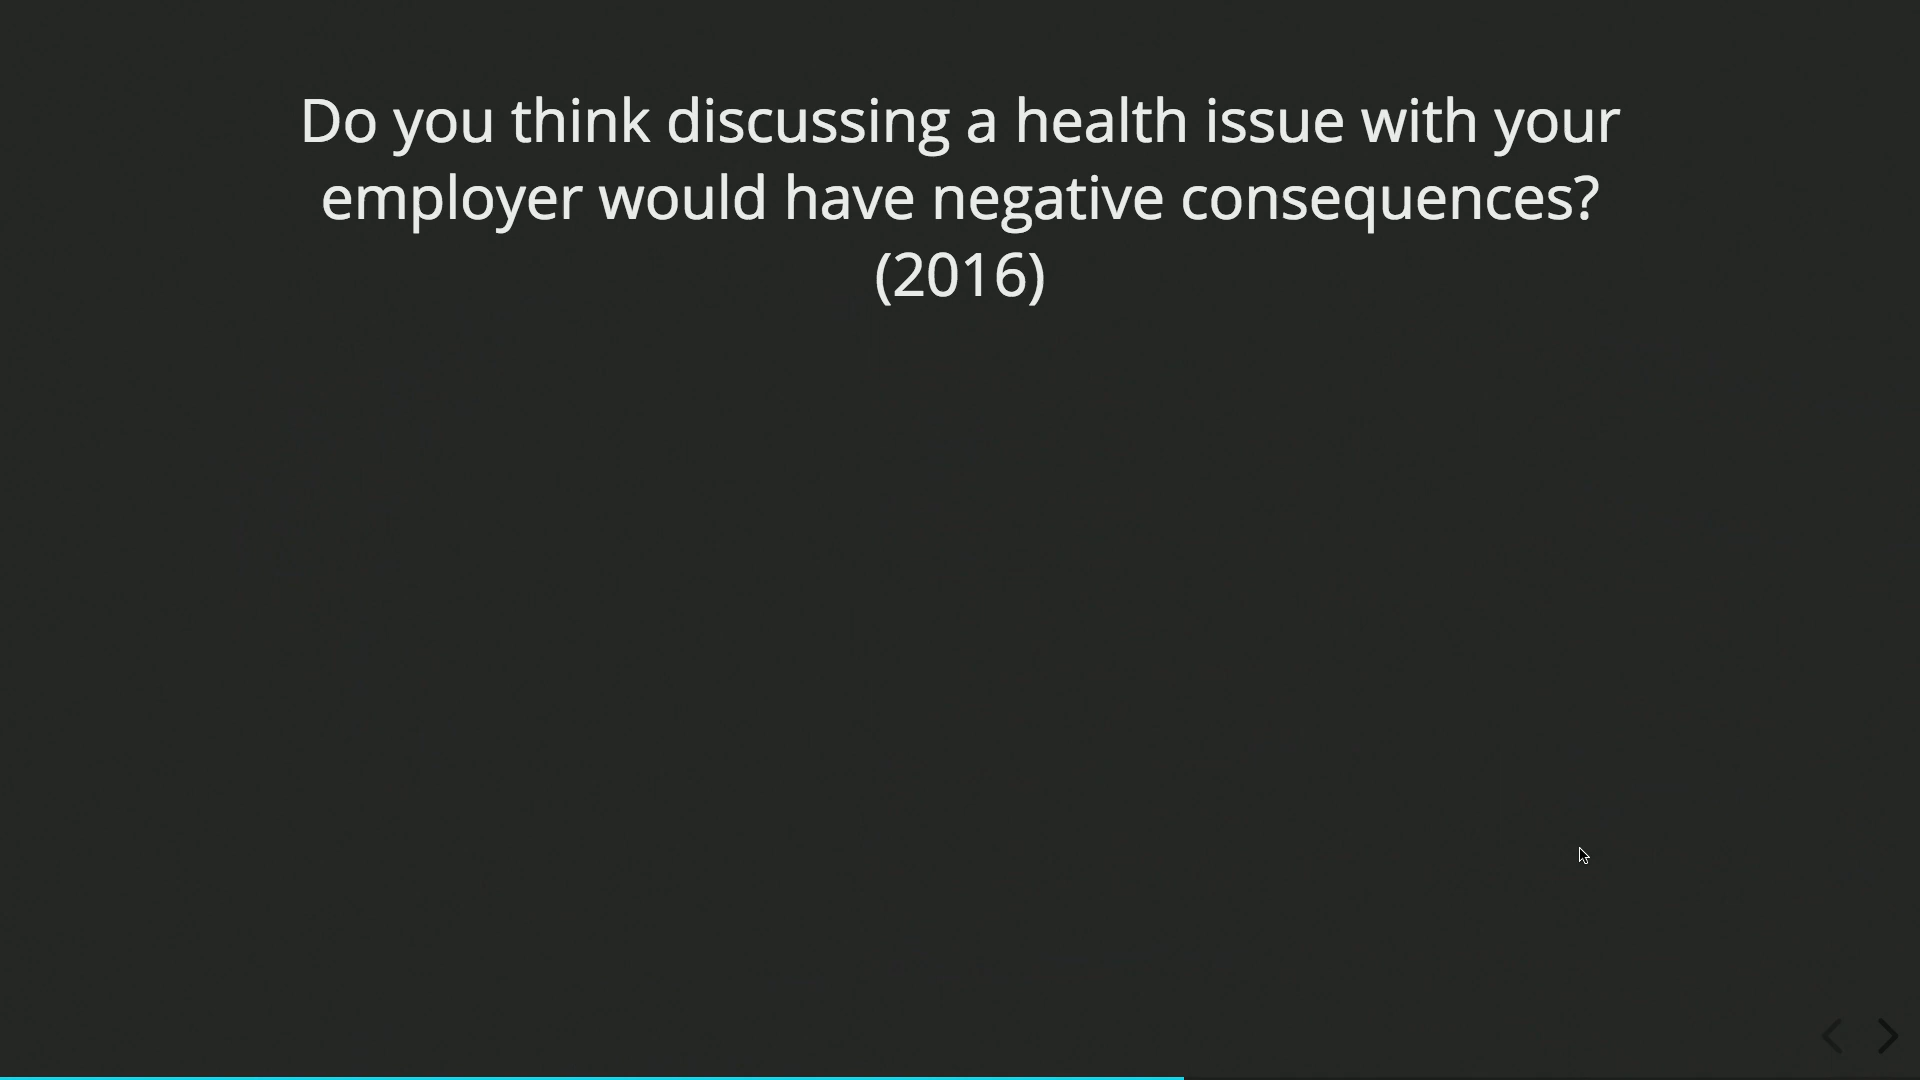 Do you think discussing a health issue with your
employer would have negative consequences?
(2016)